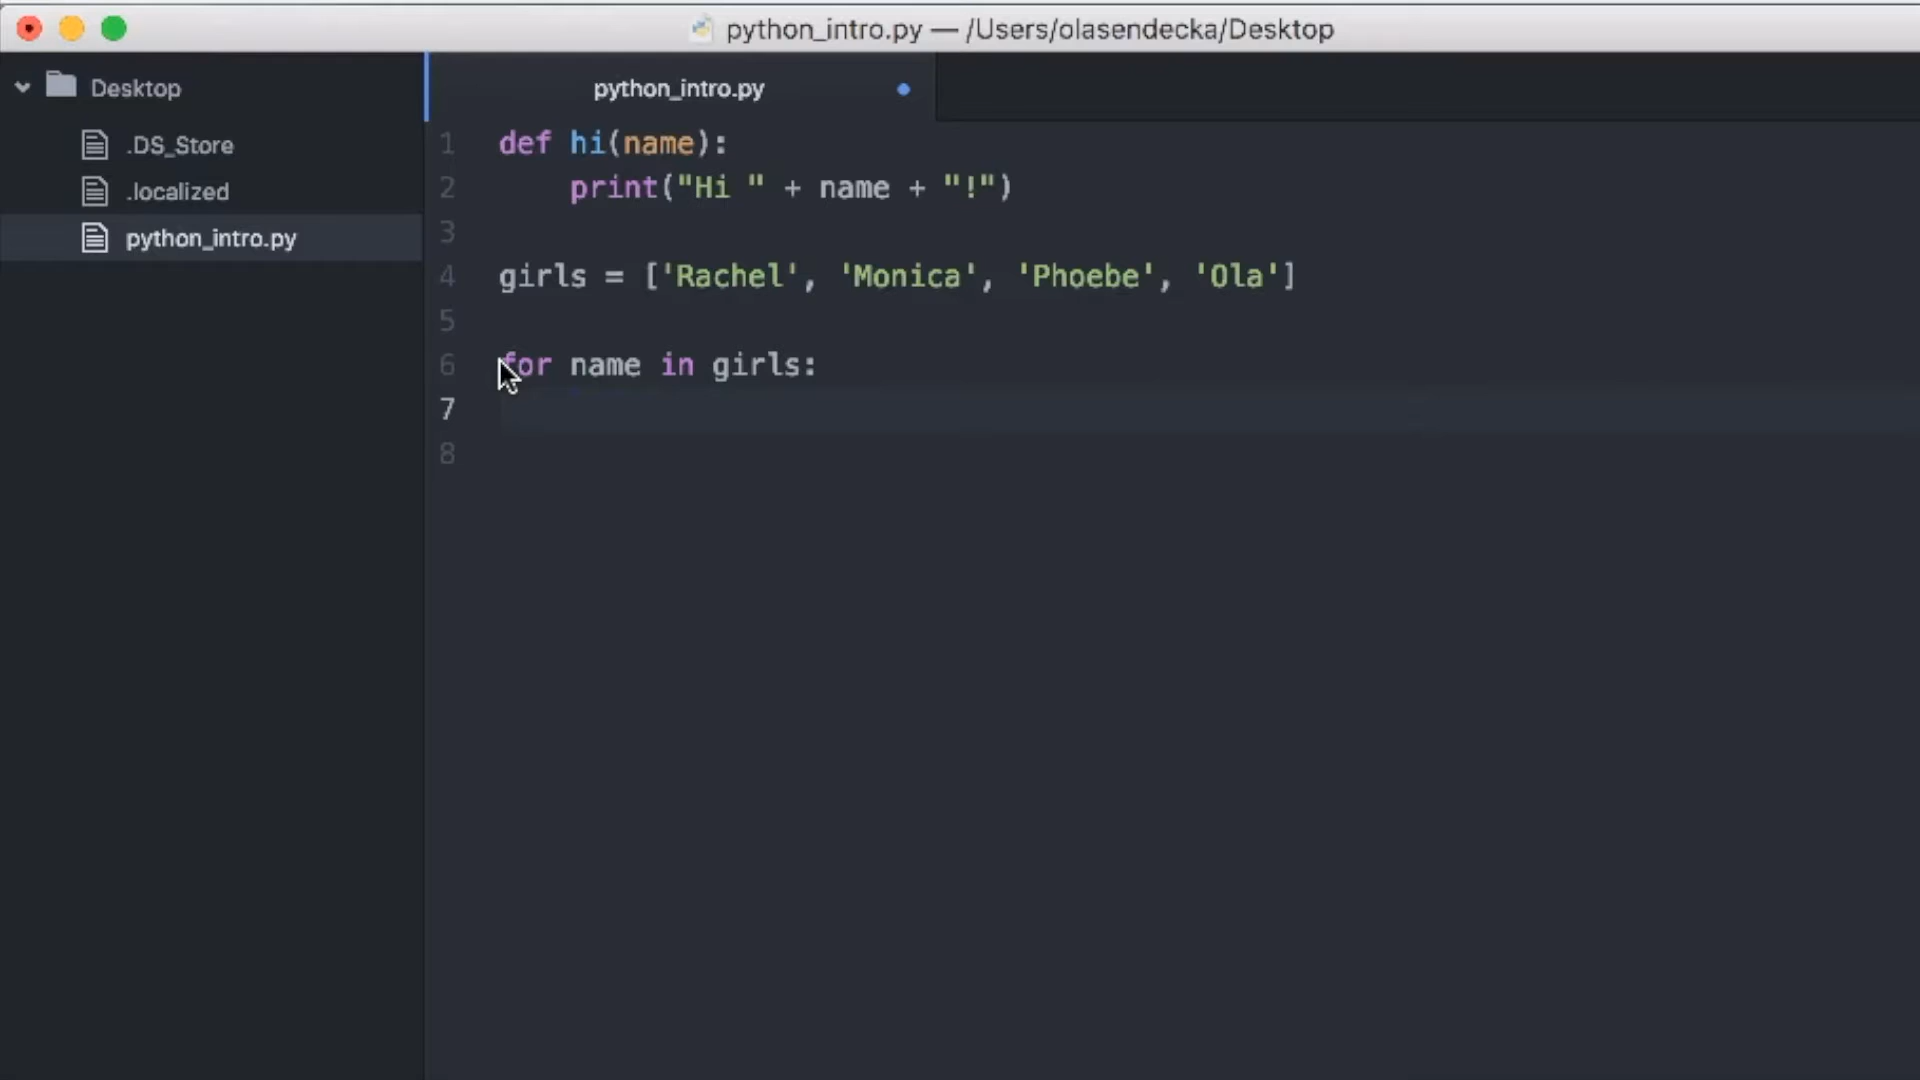 python_intro.py — /Users/olasendecka/Desktop
Desktop
.DS_Store
.localized
python_intro.py
python_intro.py
1 def hi(name):
2     print("Hi " + name + "!")
3
4 girls = ['Rachel', 'Monica', 'Phoebe', 'Ola']
5
6 for name in girls:
7
8